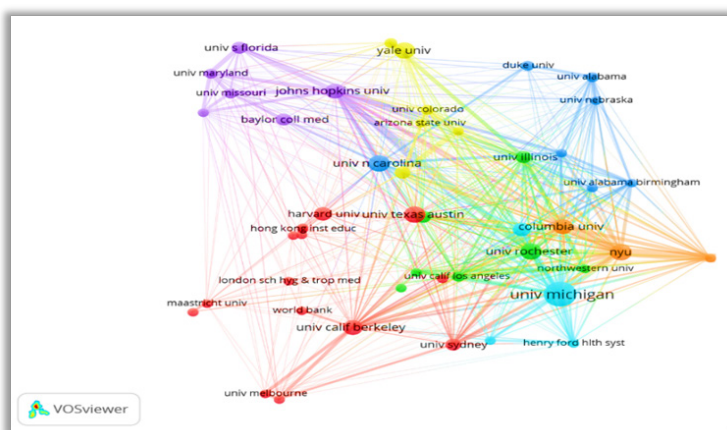 univ s florida
yale univ
duke univ
univ maryland
univ alabama
univ missouri
johns hopkins univ
univ nebraska
univ colorado
baylor coll med
arizona state univ
univ n carolina
univ illinois
univ alabama birmingham
harvard univ
univ texas austin
hong kong inst educ
columbia univ
univ rochester
nyu
northwestern univ
univ calif los angeles
london sch hyg & trop med
univ michigan
maastricht univ
world bank
univ calif berkeley
univ sydney
henry ford hlth syst
univ melbourne
VOSviewer